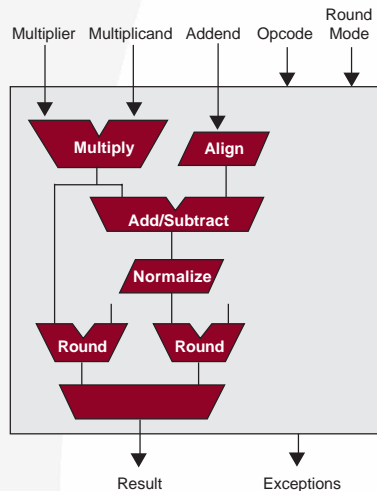 Round
Multiplier Multiplicand Addend Opcode Mode
Multiply
Align
Add/Subtract
Normalize
Round Round
Result Exceptions